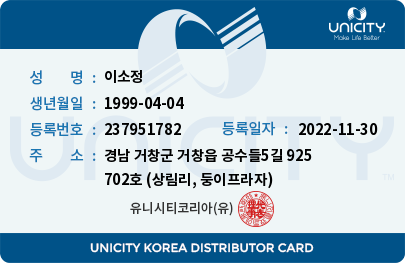 UNICITY
Make Life Better
성 명 : 이소정
생년월일 : 1999-04-04
등록번호 : 237951782 등록일자 : 2022-11-30
주 소 : 경남 거창군 거창읍 공수들5길 925
702호 (상림리, 둥이프라자)
유니시티코리아(유)
UNICITY
UNICITY KOREA DISTRIBUTOR CARD